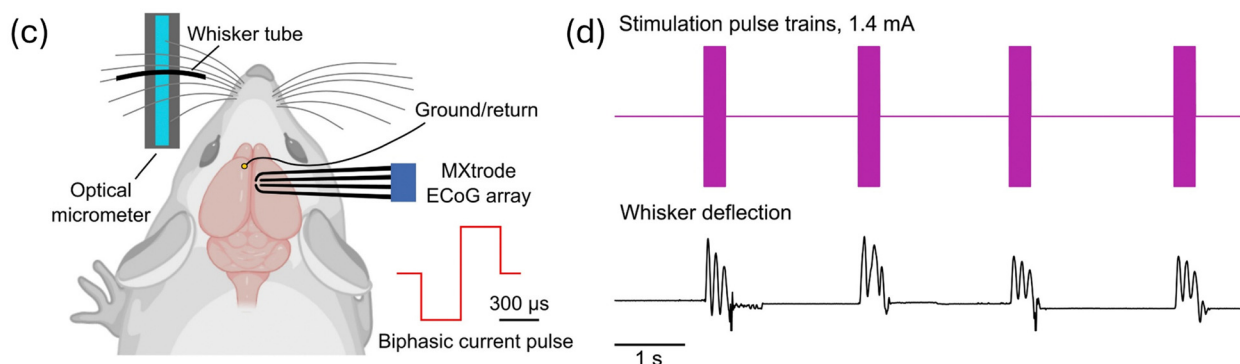 (c)
Whisker tube
Ground/return
MXtrode
ECoG array
Optical
micrometer
300 µs
Biphasic current pulse
(d)
Stimulation pulse trains, 1.4 mA
Whisker deflection
1 s